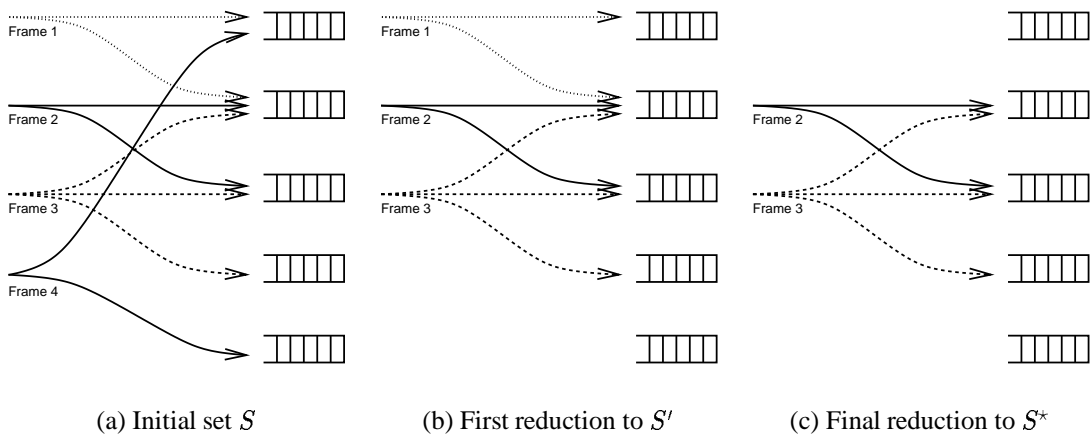 Frame 1
Frame 2
Frame 3
Frame 4
(a) Initial set S
Frame 1
Frame 2
Frame 3
(b) First reduction to S′
Frame 2
Frame 3
(c) Final reduction to S⋆